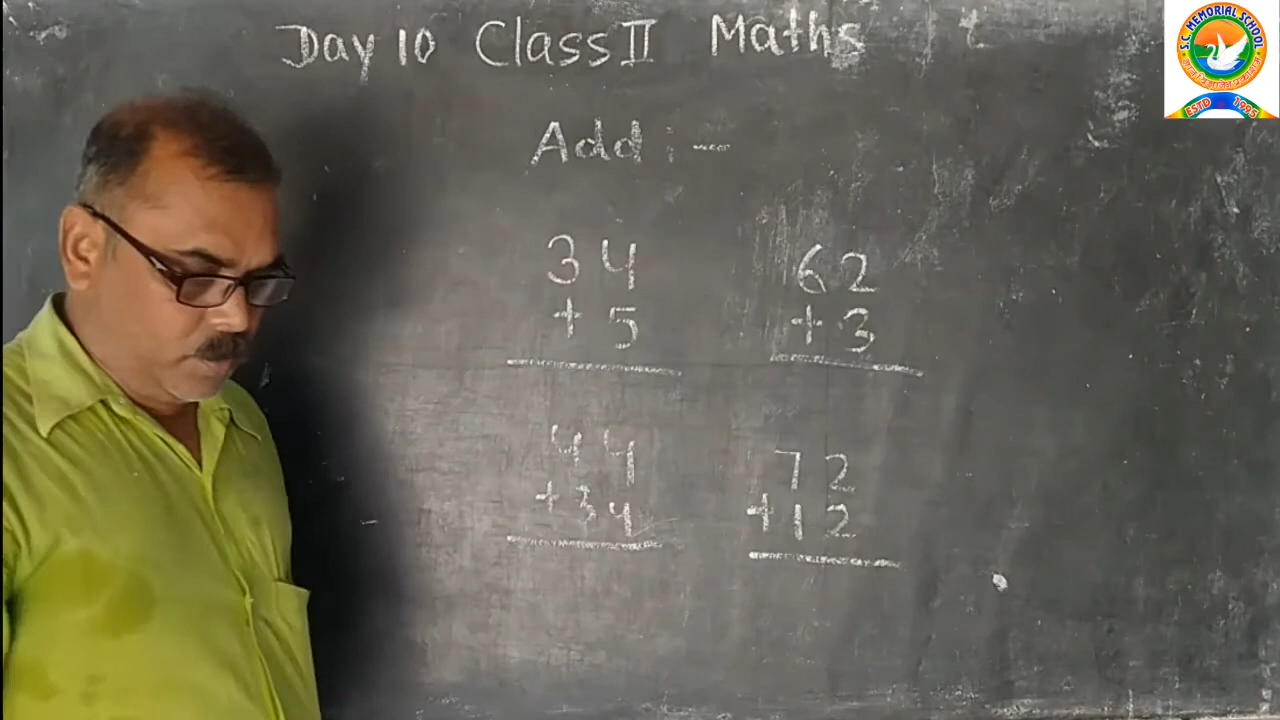 Day 10 Class II Maths
Add :-
34
+ 5
62
+ 3
44
+34
72
+12
S.C. MEMORIAL SCHOOL
ESTD 1995